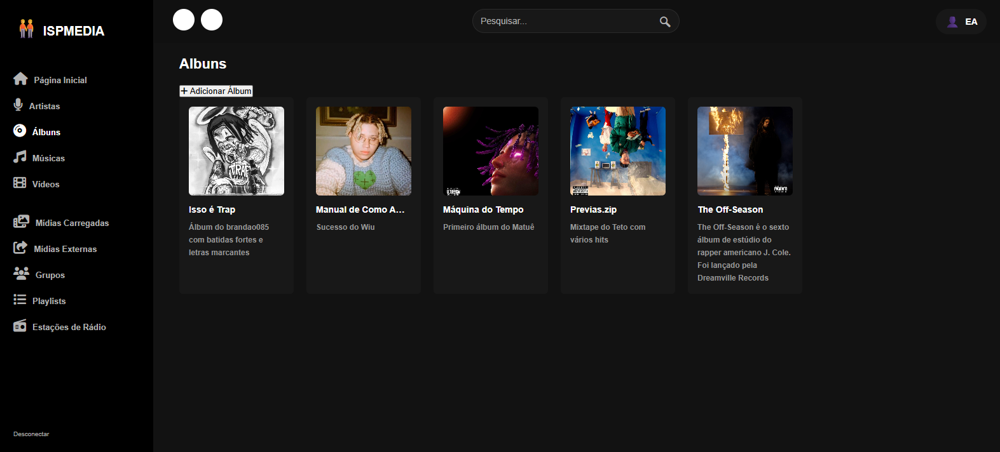 ISPMEDIA
Pesquisar...
EA
Página Inicial
Artistas
Álbuns
Músicas
Vídeos
Mídias Carregadas
Mídias Externas
Grupos
Playlists
Estações de Rádio
Desconectar
Albuns
+ Adicionar Álbum
Isso é Trap
Álbum do brandao085
com batidas fortes e
letras marcantes
Manual de Como A...
Sucesso do Wiu
Máquina do Tempo
Primeiro álbum do Matuê
Previas.zip
Mixtape do Teto com
vários hits
The Off-Season
The Off-Season é o sexto
álbum de estúdio do
rapper americano J. Cole.
Foi lançado pela
Dreamville Records